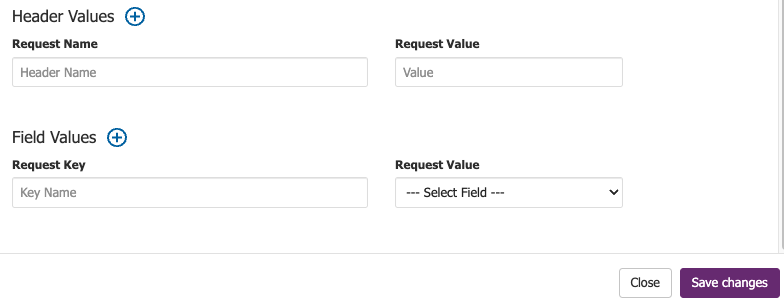 Header Values
Request Name Request Value
Header Name Value
Field Values
Request Key Request Value
Key Name --- Select Field ---
Close Save changes